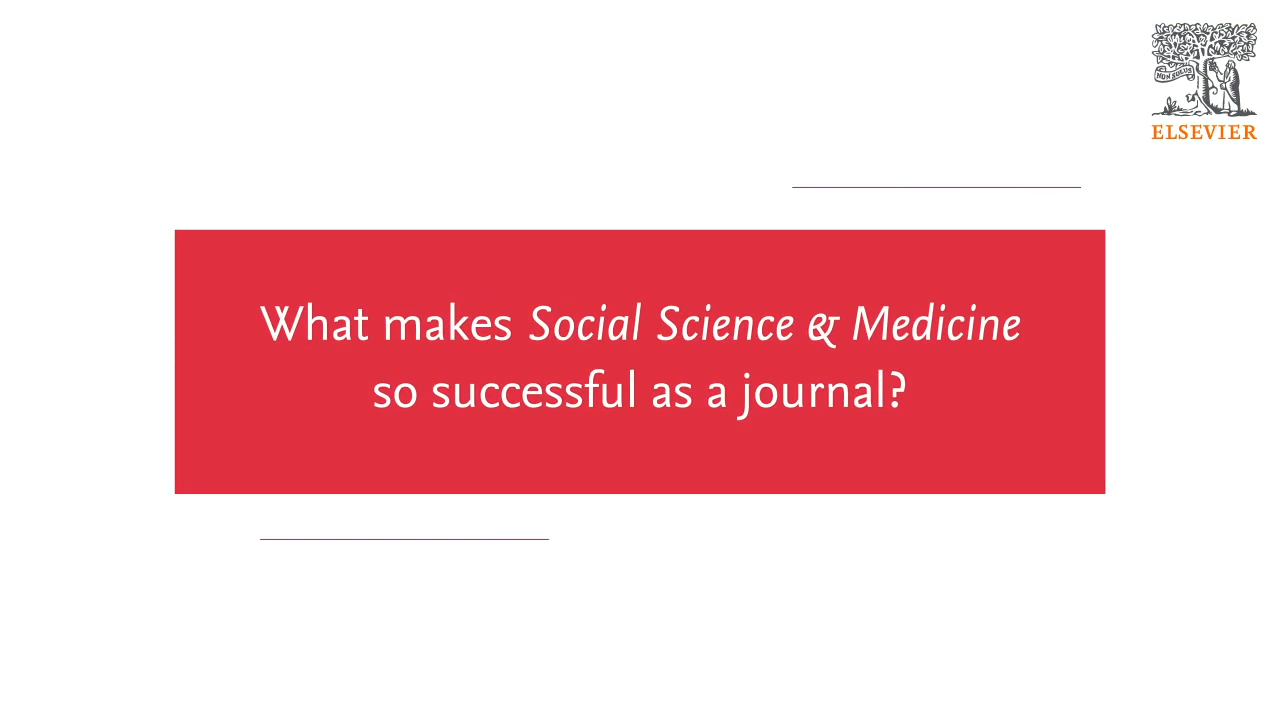 NON SOLUS
ELSEVIER
What makes Social Science & Medicine
so successful as a journal?